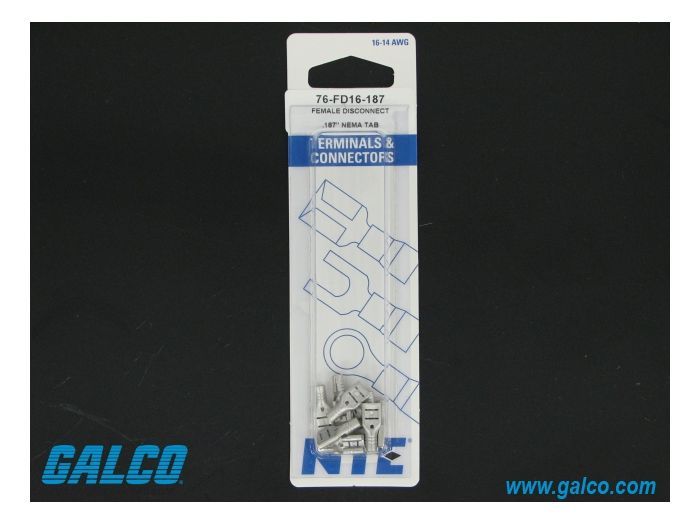 16-14 AWG
76-FD16-187
FEMALE DISCONNECT
.187" NEMA TAB
TERMINALS &
CONNECTORS
NTE
GALCO
www.galco.com